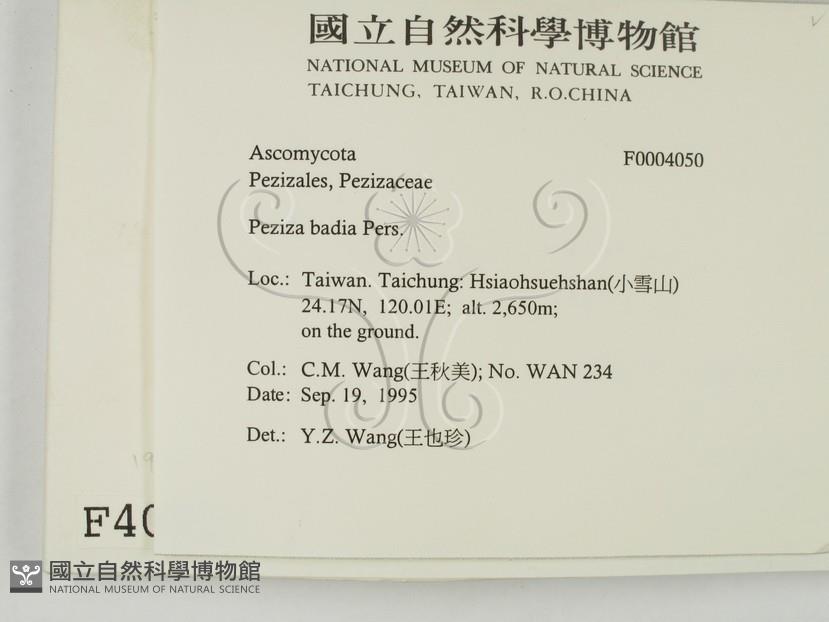 國立自然科學博物館
NATIONAL MUSEUM OF NATURAL SCIENCE
TAICHUNG, TAIWAN, R.O.CHINA
Ascomycota F0004050
Pezizales, Pezizaceae
Peziza badia Pers.
Loc.: Taiwan. Taichung: Hsiaohsuehshan(小雪山)
24.17N, 120.01E; alt. 2,650m;
on the ground.
Col.: C.M. Wang(王秋美); No. WAN 234
Date: Sep. 19, 1995
Det.: Y.Z. Wang(王也珍)
19
F40
國立自然科學博物館
NATIONAL MUSEUM OF NATURAL SCIENCE